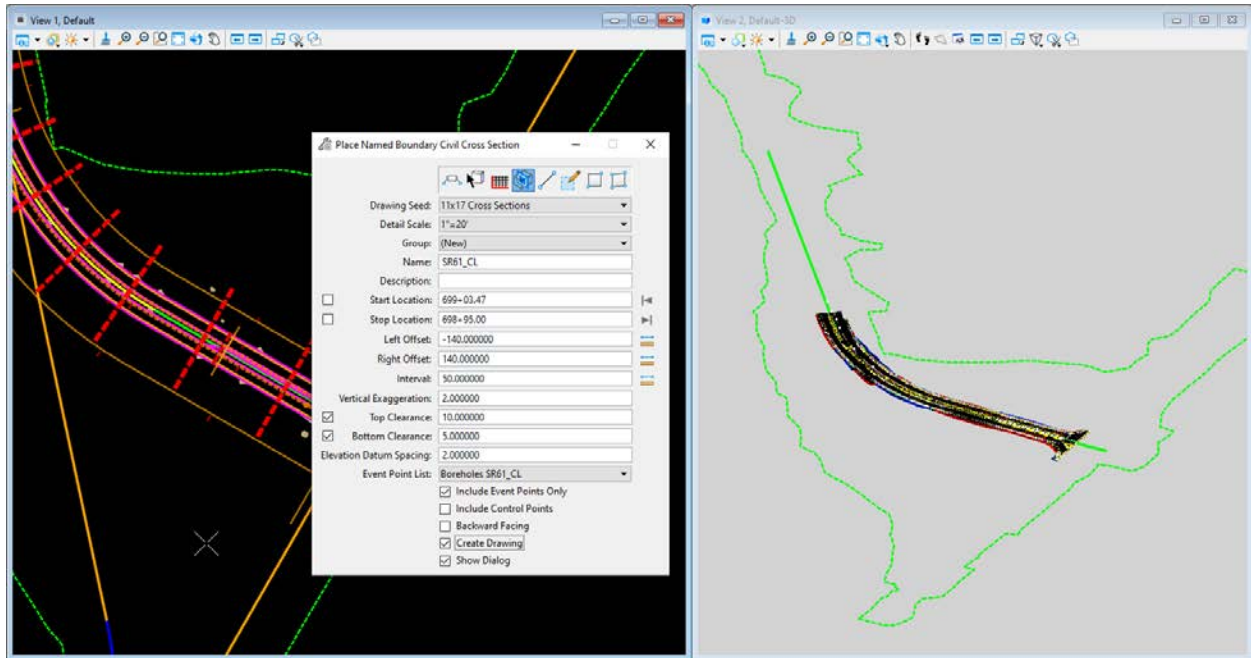 View 1, Default
View 2, Default-3D
Place Named Boundary Civil Cross Section
Drawing Seed: 11x17 Cross Sections
Detail Scale: 1"=20'
Group: (New)
Name: SR61_CL
Description:
Start Location: 699+03.47
Stop Location: 698+95.00
Left Offset: -140.000000
Right Offset: 140.000000
Interval: 50.000000
Vertical Exaggeration: 2.000000
Top Clearance: 10.000000
Bottom Clearance: 5.000000
Elevation Datum Spacing: 2.000000
Event Point List: Boreholes SR61_CL
Include Event Points Only
Include Control Points
Backward Facing
Create Drawing
Show Dialog